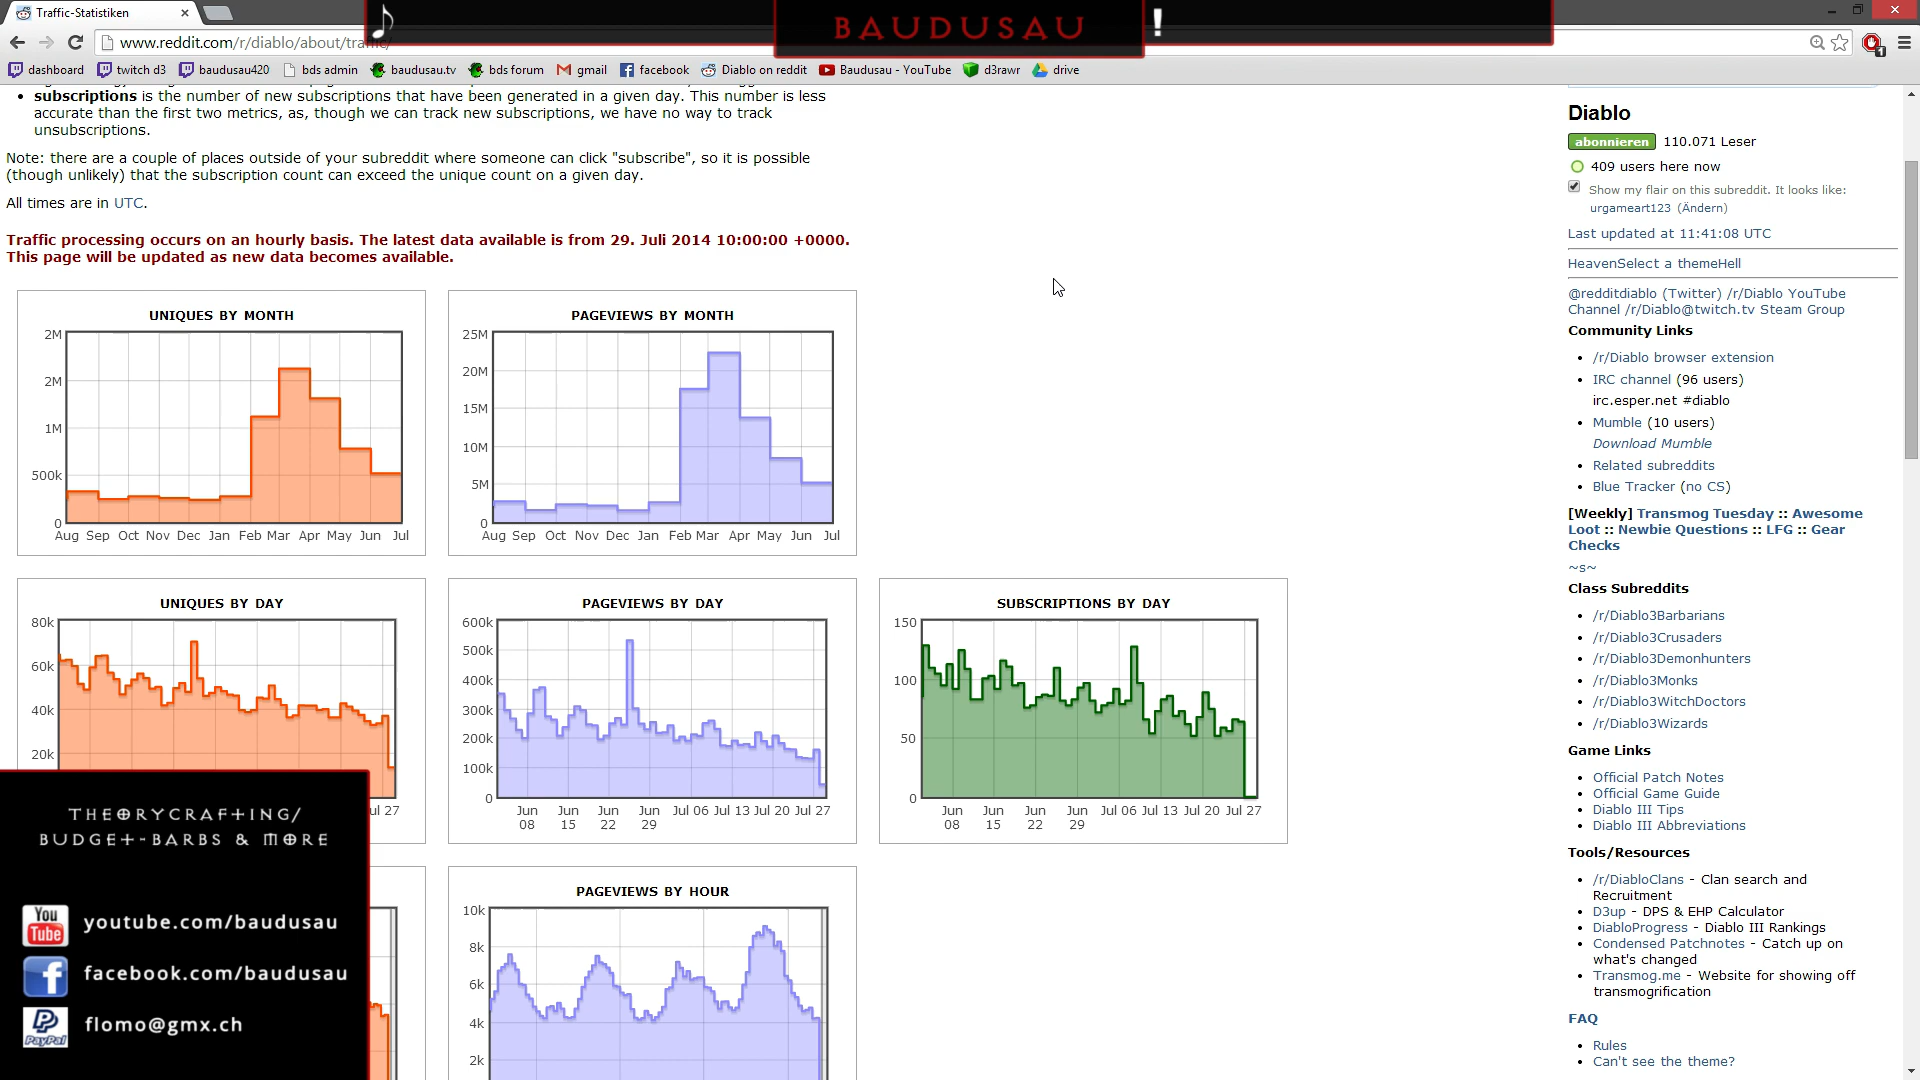 Traffic-Statistiken
BAUDUSAU
!
www.reddit.com/r/diablo/about/traffic/
dashboard
twitch d3
baudusau420
bds admin
baudusau.tv
bds forum
gmail
facebook
Diablo on reddit
Baudusau - YouTube
d3rawr
drive
subscriptions is the number of new subscriptions that have been generated in a given day. This number is less
accurate than the first two metrics, as, though we can track new subscriptions, we have no way to track
unsubscriptions.
Note: there are a couple of places outside of your subreddit where someone can click "subscribe", so it is possible
(though unlikely) that the subscription count can exceed the unique count on a given day.
All times are in UTC.
Traffic processing occurs on an hourly basis. The latest data available is from 29. Juli 2014 10:00:00 +0000.
This page will be updated as new data becomes available.
UNIQUES BY MONTH
2M
2M
1M
500k
0
Aug Sep Oct Nov Dec Jan Feb Mar Apr May Jun Jul
PAGEVIEWS BY MONTH
25M
20M
15M
10M
5M
0
Aug Sep Oct Nov Dec Jan Feb Mar Apr May Jun Jul
UNIQUES BY DAY
80k
60k
40k
20k
ul 27
PAGEVIEWS BY DAY
600k
500k
400k
300k
200k
100k
0
Jun 08 Jun 15 Jun 22 Jun 29 Jul 06 Jul 13 Jul 20 Jul 27
SUBSCRIPTIONS BY DAY
150
100
50
0
Jun 08 Jun 15 Jun 22 Jun 29 Jul 06 Jul 13 Jul 20 Jul 27
PAGEVIEWS BY HOUR
10k
8k
6k
4k
2k
THEORYCRAFTING/
BUDGET-BARBS & MORE
You Tube
youtube.com/baudusau
facebook.com/baudusau
PayPal
flomo@gmx.ch
Diablo
abonnieren 110.071 Leser
409 users here now
Show my flair on this subreddit. It looks like:
urgameart123 (Ändern)
Last updated at 11:41:08 UTC
HeavenSelect a themeHell
@redditdiablo (Twitter) /r/Diablo YouTube
Channel /r/Diablo@twitch.tv Steam Group
Community Links
/r/Diablo browser extension
IRC channel (96 users)
irc.esper.net #diablo
Mumble (10 users)
Download Mumble
Related subreddits
Blue Tracker (no CS)
[Weekly] Transmog Tuesday :: Awesome
Loot :: Newbie Questions :: LFG :: Gear
Checks
~s~
Class Subreddits
/r/Diablo3Barbarians
/r/Diablo3Crusaders
/r/Diablo3Demonhunters
/r/Diablo3Monks
/r/Diablo3WitchDoctors
/r/Diablo3Wizards
Game Links
Official Patch Notes
Official Game Guide
Diablo III Tips
Diablo III Abbreviations
Tools/Resources
/r/DiabloClans - Clan search and
Recruitment
D3up - DPS & EHP Calculator
DiabloProgress - Diablo III Rankings
Condensed Patchnotes - Catch up on
what's changed
Transmog.me - Website for showing off
transmogrification
FAQ
Rules
Can't see the theme?